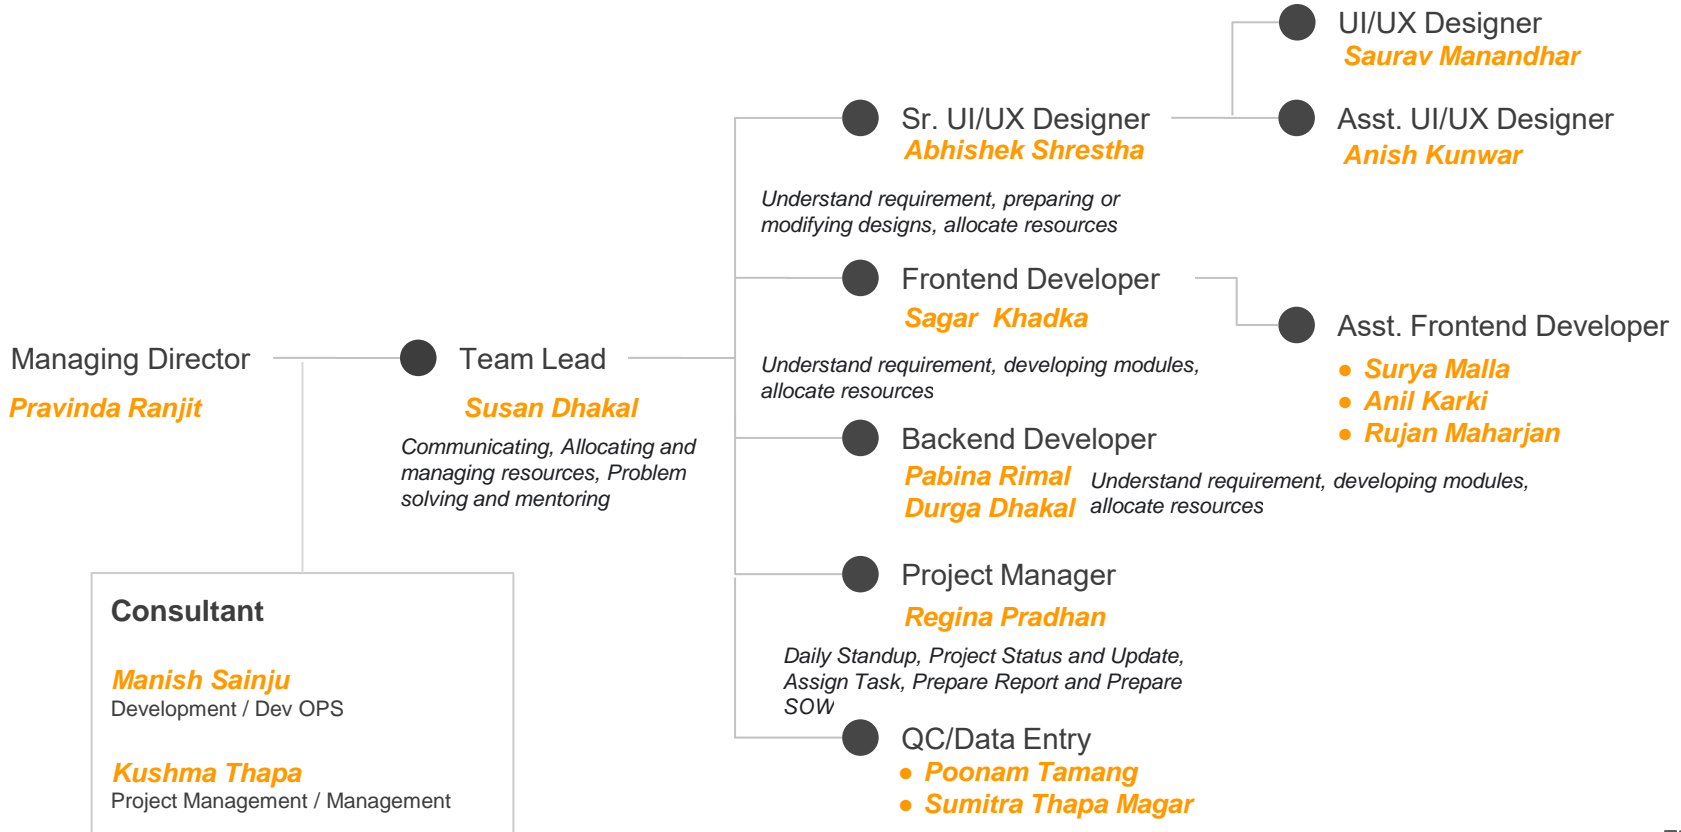 UI/UX Designer
Saurav Manandhar
Sr. UI/UX Designer
Abhishek Shrestha
Asst. UI/UX Designer
Anish Kunwar
Understand requirement, preparing or
modifying designs, allocate resources
Frontend Developer
Sagar Khadka
Asst. Frontend Developer
● Surya Malla
● Anil Karki
● Rujan Maharjan
Managing Director
Pravinda Ranjit
Team Lead
Susan Dhakal
Communicating, Allocating and
managing resources, Problem
solving and mentoring
Understand requirement, developing modules,
allocate resources
Backend Developer
Pabina Rimal
Durga Dhakal
Understand requirement, developing modules,
allocate resources
Project Manager
Regina Pradhan
Daily Standup, Project Status and Update,
Assign Task, Prepare Report and Prepare
SOW
QC/Data Entry
● Poonam Tamang
● Sumitra Thapa Magar
Consultant
Manish Sainju
Development / Dev OPS
Kushma Thapa
Project Management / Management